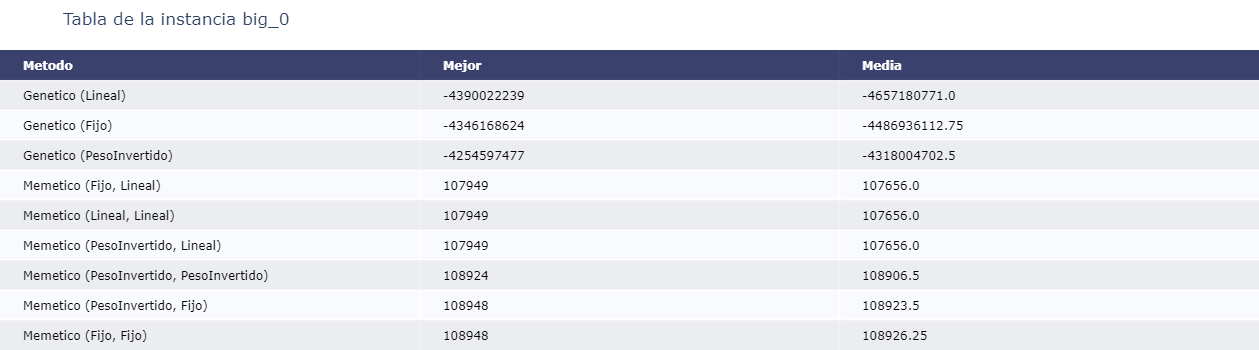 Tabla de la instancia big_0
Metodo Mejor Media
Genetico (Lineal) -4390022239 -4657180771.0
Genetico (Fijo) -4346168624 -4486936112.75
Genetico (PesoInvertido) -4254597477 -4318004702.5
Memetico (Fijo, Lineal) 107949 107656.0
Memetico (Lineal, Lineal) 107949 107656.0
Memetico (PesoInvertido, Lineal) 107949 107656.0
Memetico (PesoInvertido, PesoInvertido) 108924 108906.5
Memetico (PesoInvertido, Fijo) 108948 108923.5
Memetico (Fijo, Fijo) 108948 108926.25